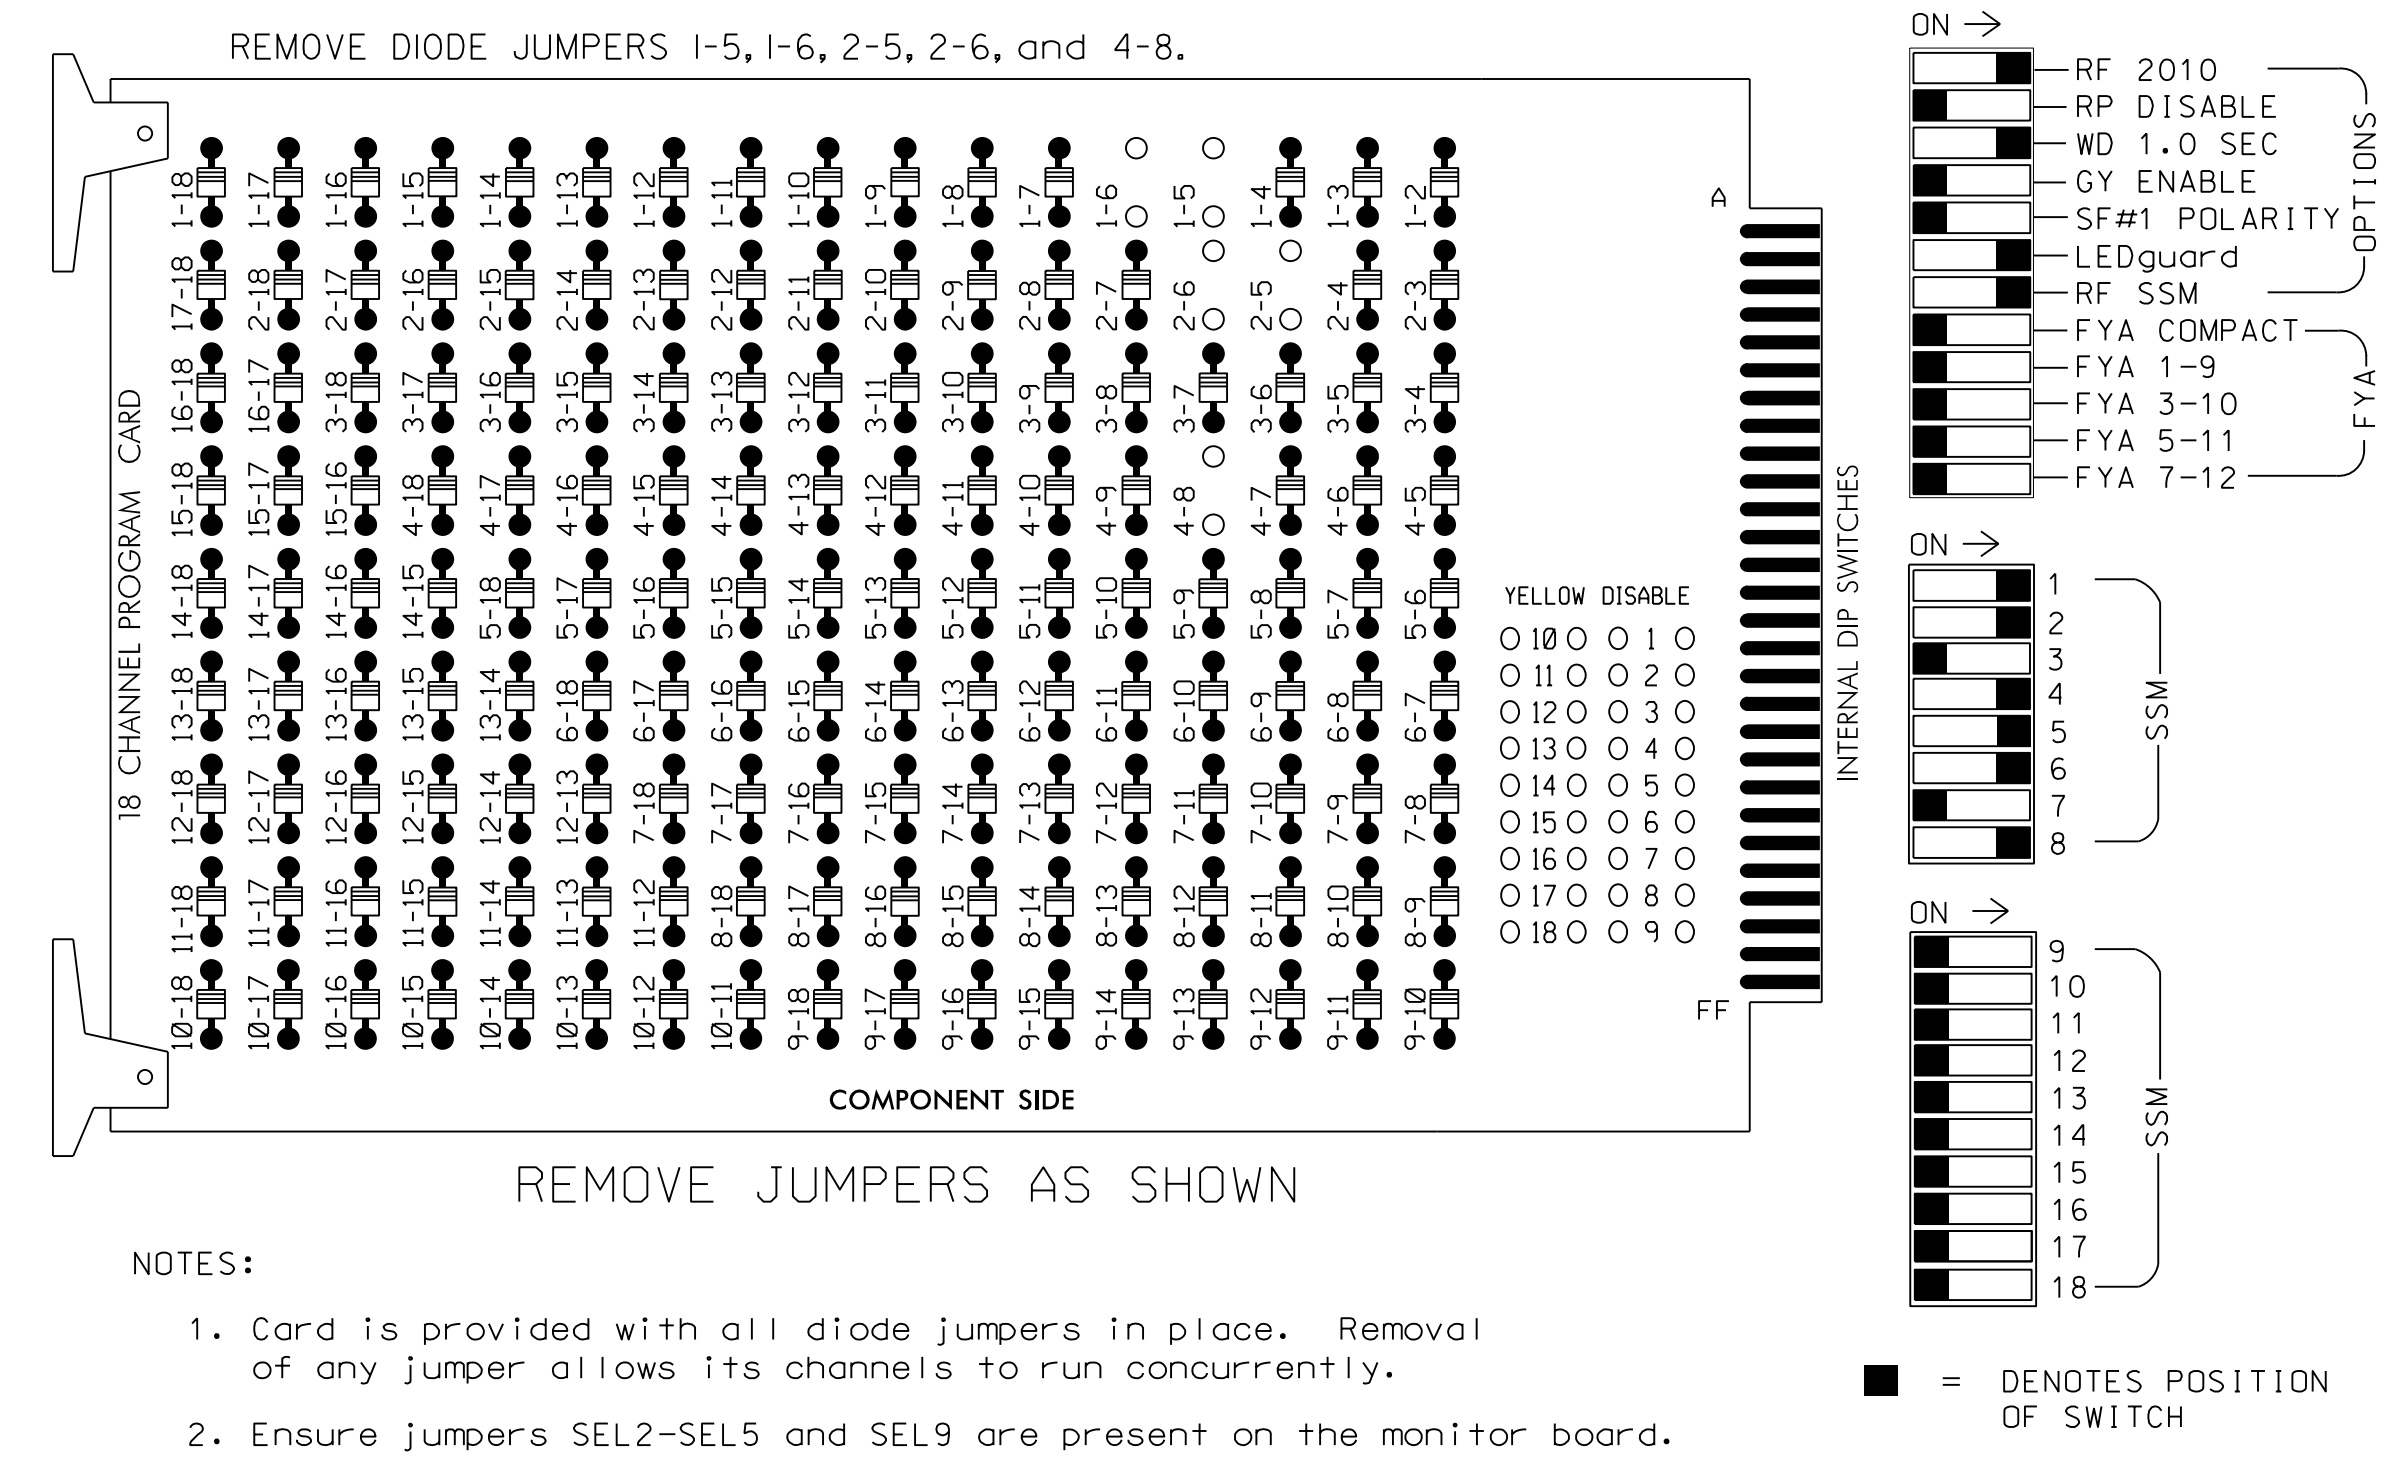 REMOVE DIODE JUMPERS 1-5, 1-6, 2-5, 2-6, and 4-8.
18 CHANNEL PROGRAM CARD
1-18 1-17 1-16 1-15 1-14 1-13 1-12 1-11 1-10 1-9 1-8 1-7 1-6 1-5 1-4 1-3 1-2
17-18 2-18 2-17 2-16 2-15 2-14 2-13 2-12 2-11 2-10 2-9 2-8 2-7 2-6 2-5 2-4 2-3
16-18 16-17 3-18 3-17 3-16 3-15 3-14 3-13 3-12 3-11 3-10 3-9 3-8 3-7 3-6 3-5 3-4
15-18 15-17 15-16 4-18 4-17 4-16 4-15 4-14 4-13 4-12 4-11 4-10 4-9 4-8 4-7 4-6 4-5
14-18 14-17 14-16 14-15 5-18 5-17 5-16 5-15 5-14 5-13 5-12 5-11 5-10 5-9 5-8 5-7 5-6
13-18 13-17 13-16 13-15 13-14 6-18 6-17 6-16 6-15 6-14 6-13 6-12 6-11 6-10 6-9 6-8 6-7
12-18 12-17 12-16 12-15 12-14 12-13 7-18 7-17 7-16 7-15 7-14 7-13 7-12 7-11 7-10 7-9 7-8
11-18 11-17 11-16 11-15 11-14 11-13 11-12 8-18 8-17 8-16 8-15 8-14 8-13 8-12 8-11 8-10 8-9
10-18 10-17 10-16 10-15 10-14 10-13 10-12 10-11 9-18 9-17 9-16 9-15 9-14 9-13 9-12 9-11 9-10
A
YELLOW DISABLE
10 1
11 2
12 3
13 4
14 5
15 6
16 7
17 8
18 9
FF
COMPONENT SIDE
INTERNAL DIP SWITCHES
ON
RF 2010
RP DISABLE
WD 1.0 SEC
GY ENABLE
SF#1 POLARITY
LEDguard
RF SSM
OPTIONS
FYA COMPACT
FYA 1-9
FYA 3-10
FYA 5-11
FYA 7-12
FYA
ON
1
2
3
4
5
6
7
8
SSM
ON
9
10
11
12
13
14
15
16
17
18
SSM
REMOVE JUMPERS AS SHOWN
NOTES:
1. Card is provided with all diode jumpers in place. Removal
of any jumper allows its channels to run concurrently.
2. Ensure jumpers SEL2-SEL5 and SEL9 are present on the monitor board.
= DENOTES POSITION
OF SWITCH